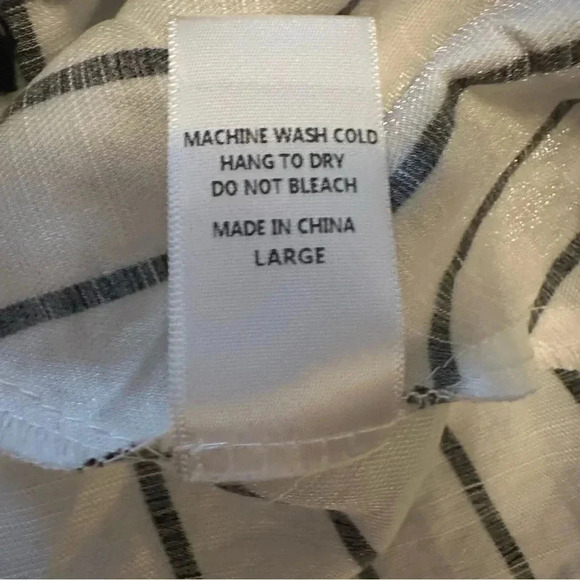 MACHINE WASH COLD
HANG TO DRY
DO NOT BLEACH
MADE IN CHINA
LARGE